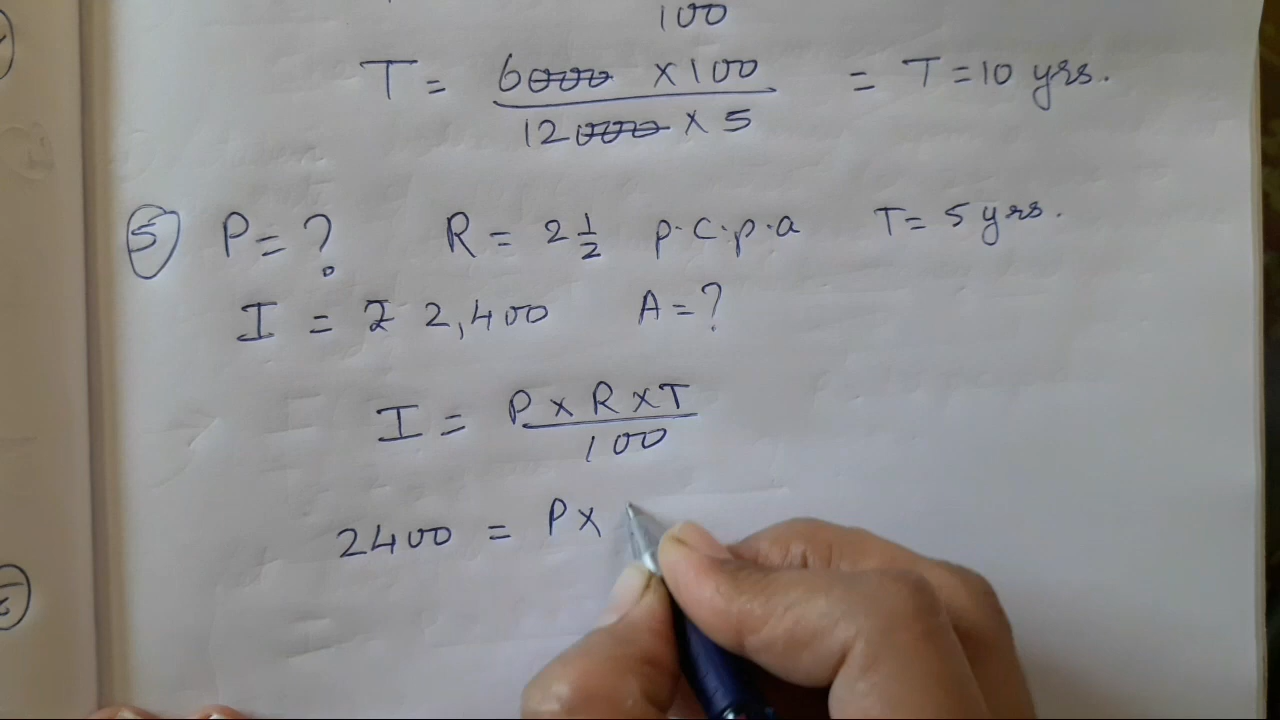 100
T = 6000 × 100 / 12000 × 5 = T = 10 yrs.
5 P = ? R = 2 1/2 p.c.p.a T = 5 yrs.
I = ₹ 2,400 A = ?
I = P × R × T / 100
2400 = P ×